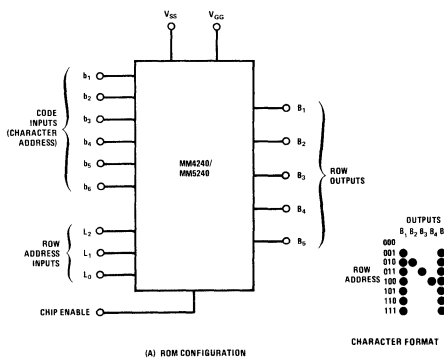 V_SS V_GG
CODE INPUTS (CHARACTER ADDRESS)
b₁
b₂
b₃
b₄
b₅
b₆
ROW ADDRESS INPUTS
L₂
L₁
L₀
CHIP ENABLE
MM4240/
MM5240
B₁
B₂
B₃
B₄
B₅
ROW
OUTPUTS
OUTPUTS
B₁ B₂ B₃ B₄ B
000
001
010
ROW
ADDRESS
011
100
101
110
111
CHARACTER FORMAT
(A) ROM CONFIGURATION